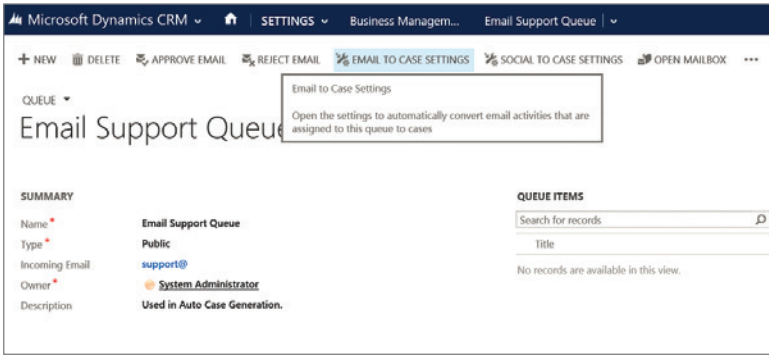 Microsoft Dynamics CRM SETTINGS Business Managem... Email Support Queue
NEW DELETE APPROVE EMAIL REJECT EMAIL EMAIL TO CASE SETTINGS SOCIAL TO CASE SETTINGS OPEN MAILBOX ...
Email to Case Settings
Open the settings to automatically convert email activities that are
assigned to this queue to cases
QUEUE
Email Support Queue
SUMMARY
Name *
Email Support Queue
Type *
Public
Incoming Email
support@
Owner *
System Administrator
Description
Used in Auto Case Generation.
QUEUE ITEMS
Search for records
Title
No records are available in this view.